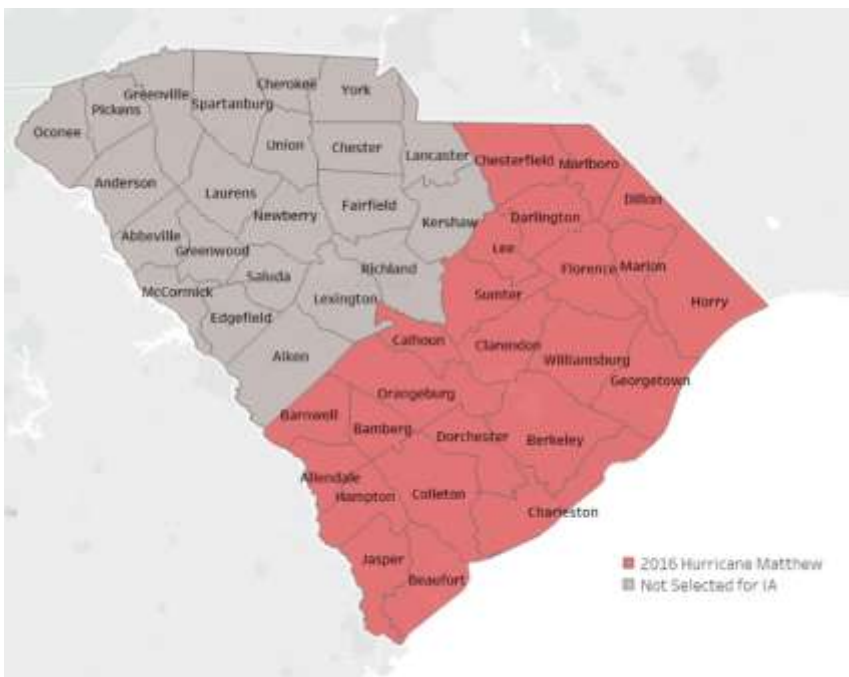 Cherokee
York
Greenville
Spartanburg
Pickens
Oconee
Union
Chester
Lancaster
Chesterfield
Marlboro
Anderson
Laurens
Fairfield
Dillon
Newberry
Kershaw
Darlington
Abbeville
Greenwood
Lee
Saluda
Richland
Florence
Marion
McCormick
Lexington
Sumter
Horry
Edgefield
Calhoun
Clarendon
Aiken
Williamsburg
Georgetown
Orangeburg
Barnwell
Bamberg
Dorchester
Berkeley
Allendale
Hampton
Colleton
Charleston
Jasper
Beaufort
2016 Hurricane Matthew
Not Selected for IA